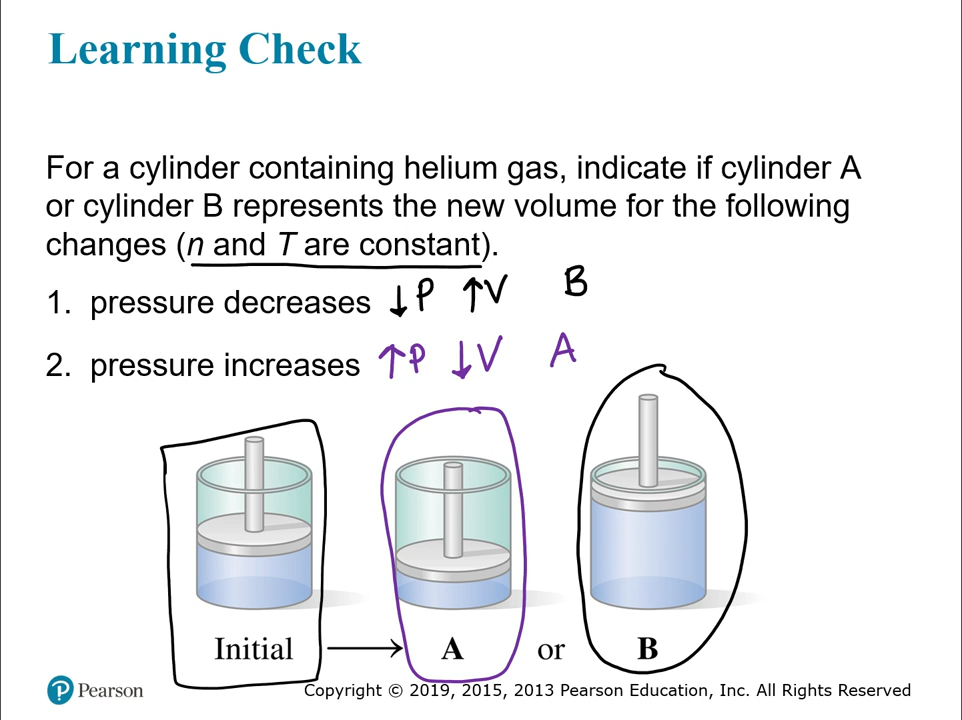 Learning Check
For a cylinder containing helium gas, indicate if cylinder A
or cylinder B represents the new volume for the following
changes (n and T are constant).
1. pressure decreases ↓P ↑V B
2. pressure increases ↑P ↓V A
Initial → A or B
P Pearson
Copyright © 2019, 2015, 2013 Pearson Education, Inc. All Rights Reserved